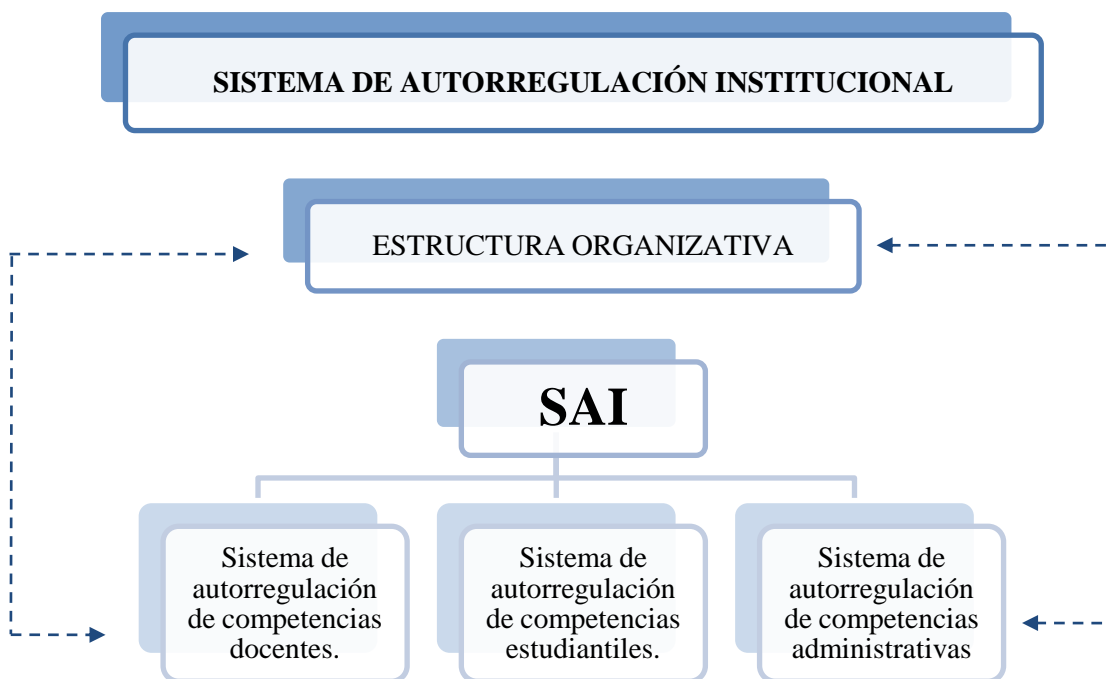 SISTEMA DE AUTORREGULACIÓN INSTITUCIONAL
ESTRUCTURA ORGANIZATIVA
SAI
Sistema de
autorregulación
de competencias
docentes.
Sistema de
autorregulación
de competencias
estudiantiles.
Sistema de
autorregulación
de competencias
administrativas